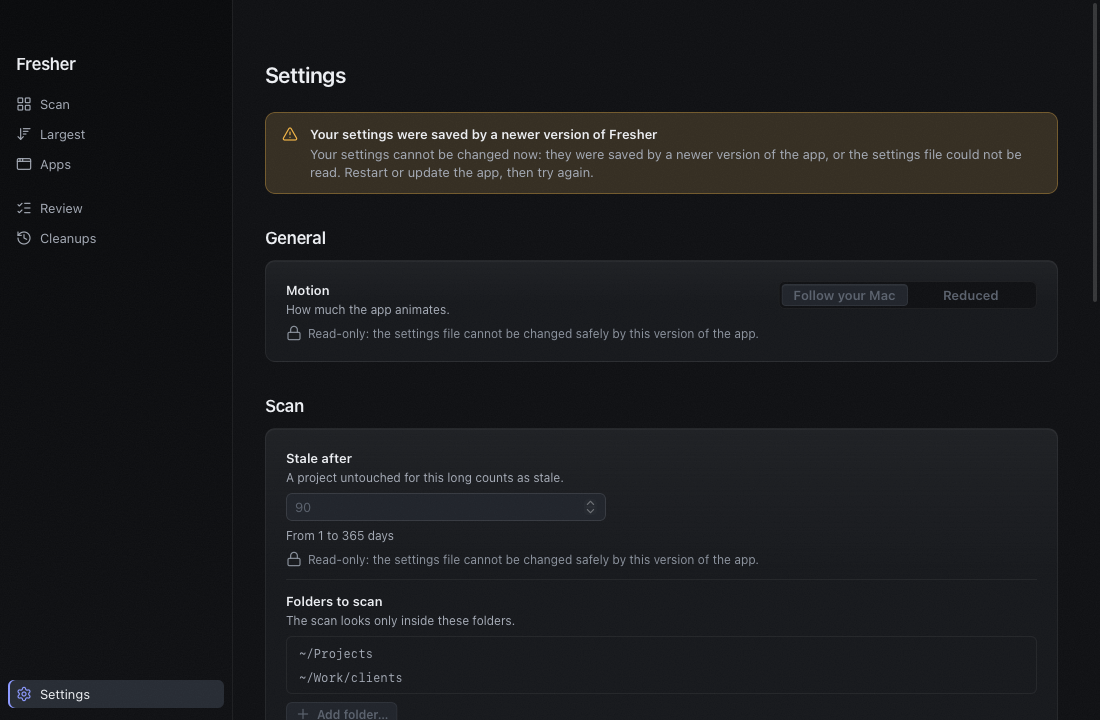 Fresher
Scan
Largest
Apps
Review
Cleanups
Settings
Settings
Your settings were saved by a newer version of Fresher
Your settings cannot be changed now: they were saved by a newer version of the app, or the settings file could not be
read. Restart or update the app, then try again.
General
Motion
How much the app animates.
Follow your Mac
Reduced
Read-only: the settings file cannot be changed safely by this version of the app.
Scan
Stale after
A project untouched for this long counts as stale.
90
From 1 to 365 days
Read-only: the settings file cannot be changed safely by this version of the app.
Folders to scan
The scan looks only inside these folders.
~/Projects
~/Work/clients
Add folder...